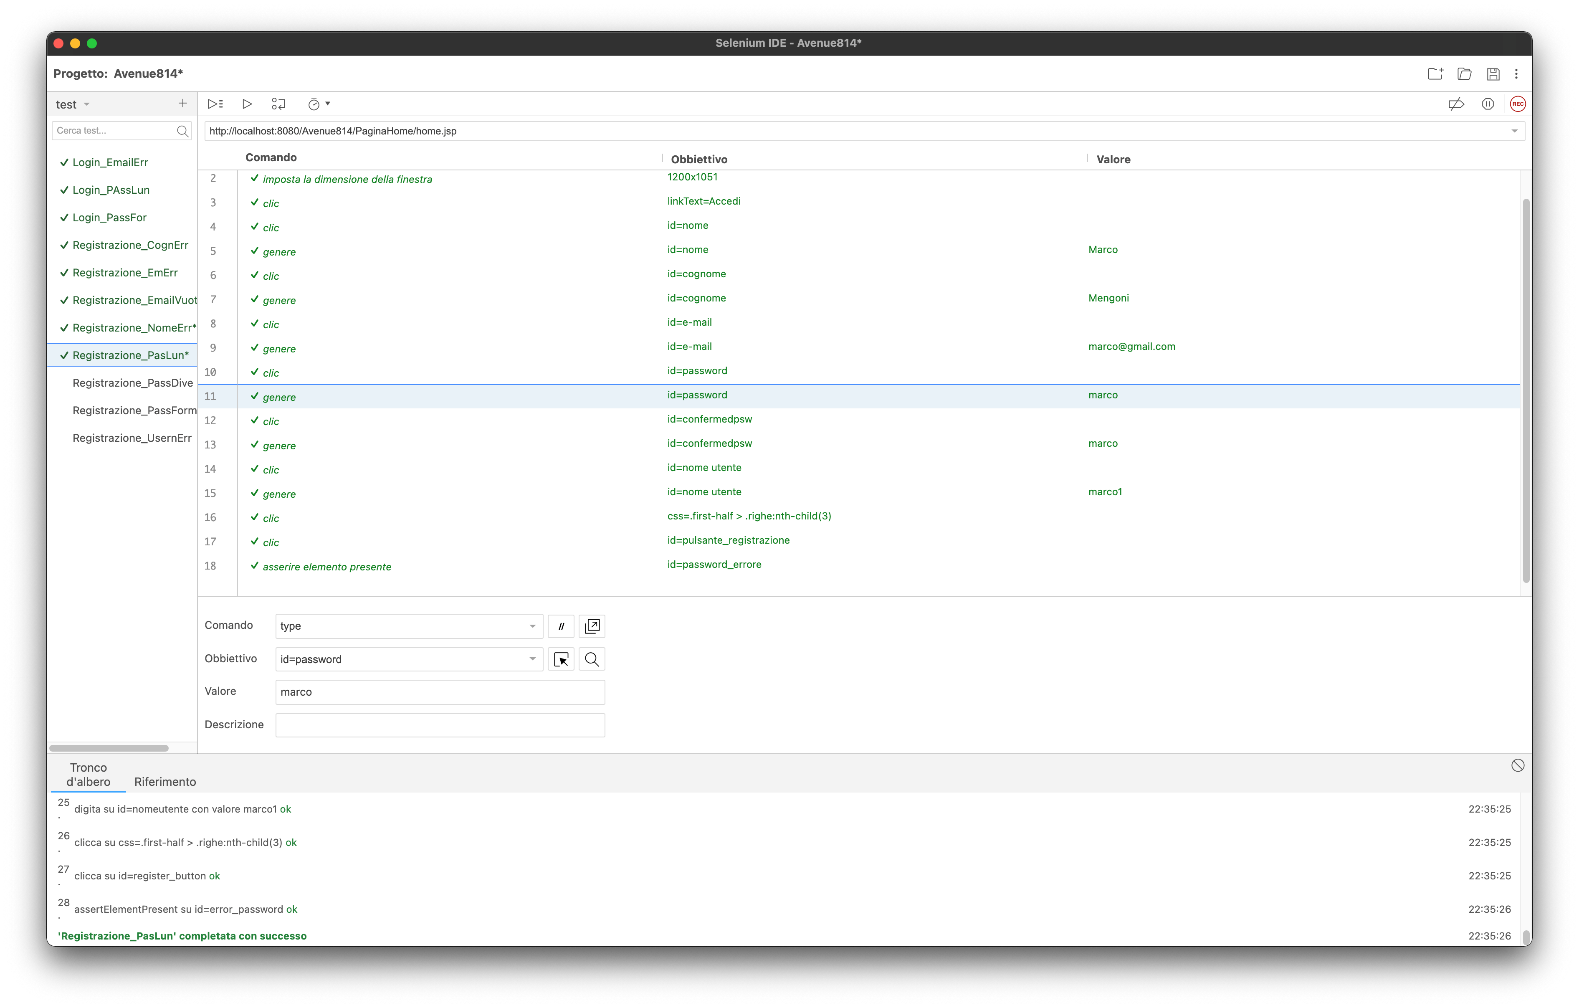 Selenium IDE - Avenue814*
Progetto: Avenue814*
test
Cerca test...
Login_EmailErr
Login_PAssLun
Login_PassFor
Registrazione_CognErr
Registrazione_EmErr
Registrazione_EmailVuot
Registrazione_NomeErr*
Registrazione_PasLun*
Registrazione_PassDive
Registrazione_PassForm
Registrazione_UsernErr
REC
http://localhost:8080/Avenue814/PaginaHome/home.jsp
Comando Obbiettivo Valore
2 imposta la dimensione della finestra 1200x1051
3 clic linkText=Accedi
4 clic id=nome
5 genere id=nome Marco
6 clic id=cognome
7 genere id=cognome Mengoni
8 clic id=e-mail
9 genere id=e-mail marco@gmail.com
10 clic id=password
11 genere id=password marco
12 clic id=confermedpsw
13 genere id=confermedpsw marco
14 clic id=nome utente
15 genere id=nome utente marco1
16 clic css=.first-half > .righe:nth-child(3)
17 clic id=pulsante_registrazione
18 asserire elemento presente id=password_errore
Comando type //
Obbiettivo id=password
Valore marco
Descrizione
Tronco
d'albero Riferimento
25. digita su id=nomeutente con valore marco1 ok 22:35:25
26. clicca su css=.first-half > .righe:nth-child(3) ok 22:35:25
27. clicca su id=register_button ok 22:35:25
28. assertElementPresent su id=error_password ok 22:35:26
'Registrazione_PasLun' completata con successo 22:35:26